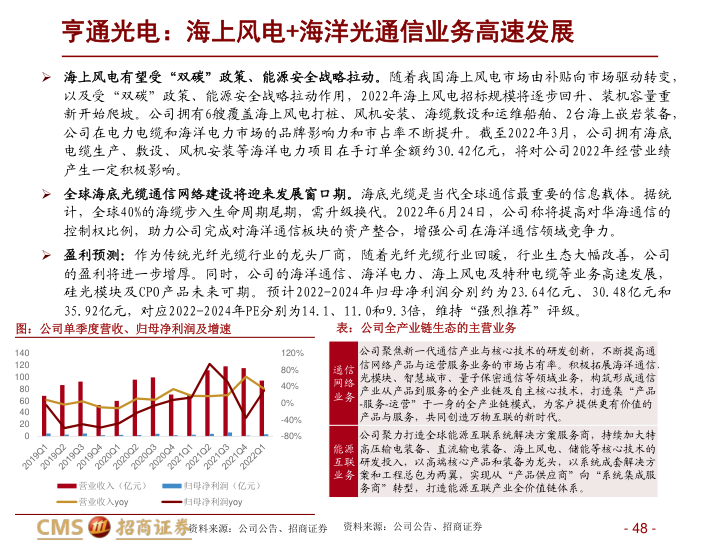 亨通光电：海上风电+海洋光通信业务高速发展
➢ 海上风电有望受“双碳”政策、能源安全战略拉动。随着我国海上风电市场由补贴向市场驱动转变，
以及受“双碳”政策、能源安全战略拉动作用，2022年海上风电招标规模将逐步回升、装机容量重
新开始爬坡。公司拥有6艘覆盖海上风电打桩、风机安装、海缆敷设和运维船舶、2台海上嵌岩装备，
公司在电力电缆和海洋电力市场的品牌影响力和市占率不断提升。截至2022年3月，公司拥有海底
电缆生产、敷设、风机安装等海洋电力项目在手订单金额约30.42亿元，将对公司2022年经营业绩
产生一定积极影响。
➢ 全球海底光缆通信网络建设将迎来发展窗口期。海底光缆是当代全球通信最重要的信息载体。据统
计，全球40%的海缆步入生命周期尾期，需升级换代。2022年6月24日，公司称将提高对华海通信的
控制权比例，助力公司完成对海洋通信板块的资产整合，增强公司在海洋通信领域竞争力。
➢ 盈利预测：作为传统光纤光缆行业的龙头厂商，随着光纤光缆行业回暖，行业生态大幅改善，公司
的盈利将进一步增厚。同时，公司的海洋通信、海洋电力、海上风电及特种电缆等业务高速发展，
硅光模块及CPO产品未来可期。预计2022-2024年归母净利润分别约为23.64亿元、30.48亿元和
35.92亿元，对应2022-2024年PE分别为14.1、11.0和9.3倍，维持“强烈推荐”评级。
图：公司单季度营收、归母净利润及增速
140
120
100
80
60
40
20
0
120%
80%
40%
0%
-40%
-80%
2019Q1
2019Q2
2019Q3
2019Q4
2020Q1
2020Q2
2020Q3
2020Q4
2021Q1
2021Q2
2021Q3
2021Q4
2022Q1
营业收入（亿元）
归母净利润（亿元）
营业收入yoy
归母净利润yoy
表：公司全产业链生态的主营业务
通信
网络
业务
公司聚焦新一代通信产业与核心技术的研发创新，不断提高通
信网络产品与运营服务业务的市场占有率。积极拓展海洋通信、
光模块、智慧城市、量子保密通信等领域业务，构筑形成通信
产业从产品到服务的全产业链及自主核心技术，打造集“产品
-服务-运营”于一身的全产业链模式，为客户提供更有价值的
产品与服务，共同创造万物互联的新时代。
能源
互联
业务
公司聚力打造全球能源互联系统解决方案服务商，持续加大特
高压输电装备、直流输电装备、海上风电、储能等核心技术的
研发投入，以高端核心产品和装备为龙头，以系统成套解决方
案和工程总包为两翼，实现从“产品供应商”向“系统集成服
务商”转型，打造能源互联产业全价值链体系。
CMS 招商证券
资料来源：公司公告、招商证券
资料来源：公司公告、招商证券
- 48 -